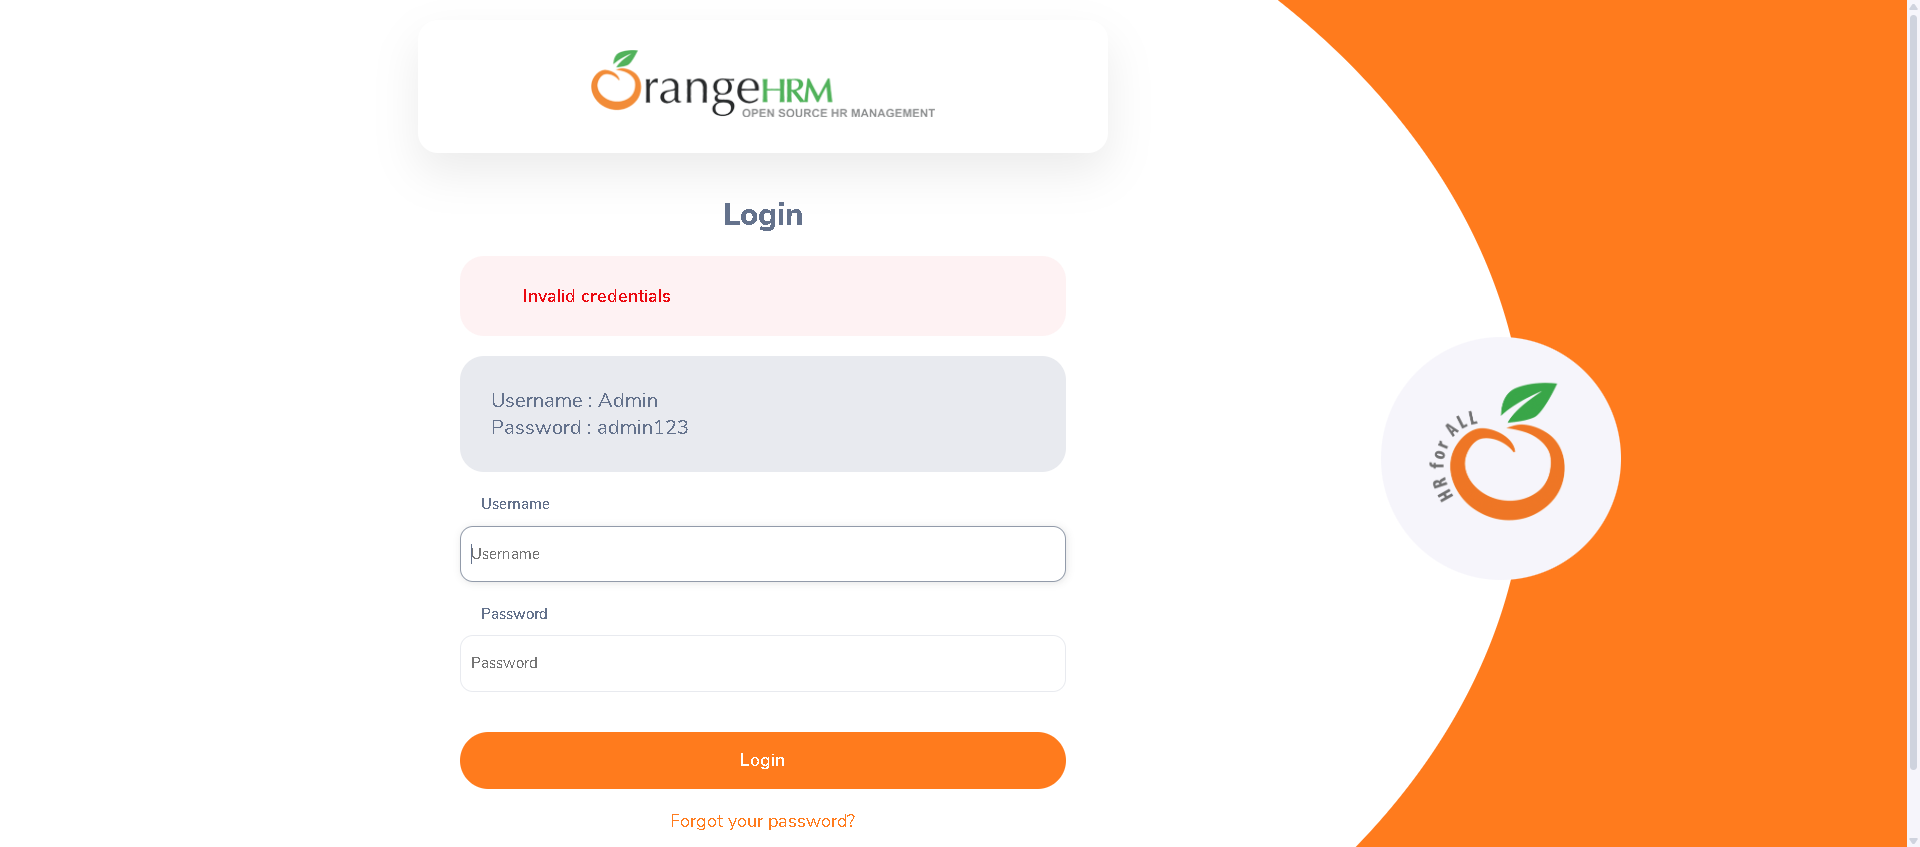 OrangeHRM
OPEN SOURCE HR MANAGEMENT
Login
Invalid credentials
Username : Admin
Password : admin123
Username
Username
Password
Password
Login
Forgot your password?
HR for ALL